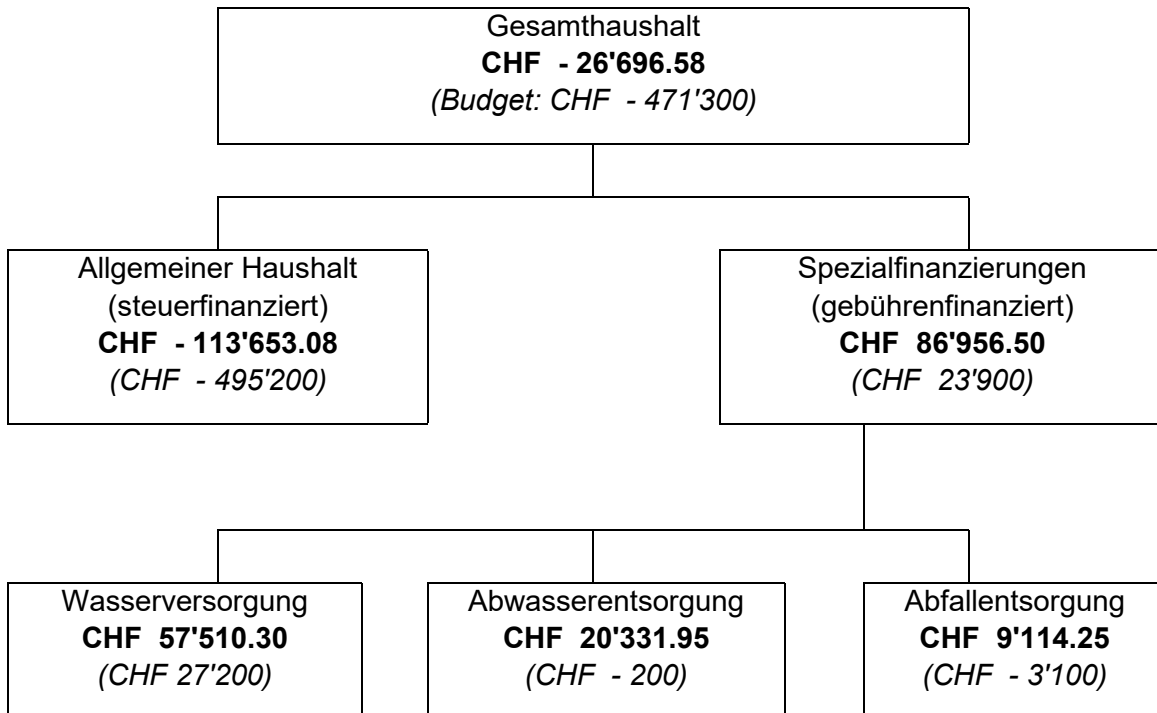 Gesamthaushalt
CHF - 26'696.58
(Budget: CHF - 471'300)
Allgemeiner Haushalt
(steuerfinanziert)
CHF - 113'653.08
(CHF - 495'200)
Spezialfinanzierungen
(gebührenfinanziert)
CHF 86'956.50
(CHF 23'900)
Wasserversorgung
CHF 57'510.30
(CHF 27'200)
Abwasserentsorgung
CHF 20'331.95
(CHF - 200)
Abfallentsorgung
CHF 9'114.25
(CHF - 3'100)